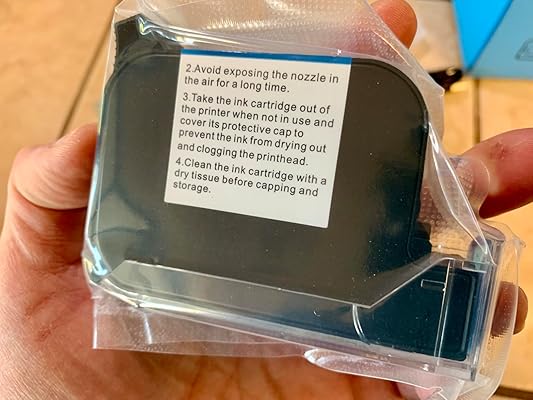 2.Avoid exposing the nozzle in
the air for a long time.
3.Take the ink cartridge out of
the printer when not in use and
cover its protective cap to
prevent the ink from drying out
and clogging the printhead.
4.Clean the ink cartridge with a
dry tissue before capping and
storage.